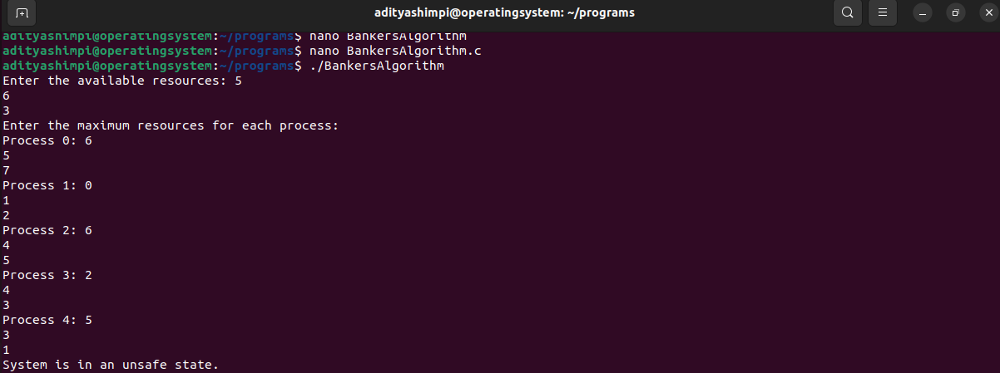 adityashimpi@operatingsystem: ~/programs
adityashimpi@operatingsystem:~/programs$ nano BankersAlgorithm
adityashimpi@operatingsystem:~/programs$ nano BankersAlgorithm.c
adityashimpi@operatingsystem:~/programs$ ./BankersAlgorithm
Enter the available resources: 5
6
3
Enter the maximum resources for each process:
Process 0: 6
5
7
Process 1: 0
1
2
Process 2: 6
4
5
Process 3: 2
4
3
Process 4: 5
3
1
System is in an unsafe state.